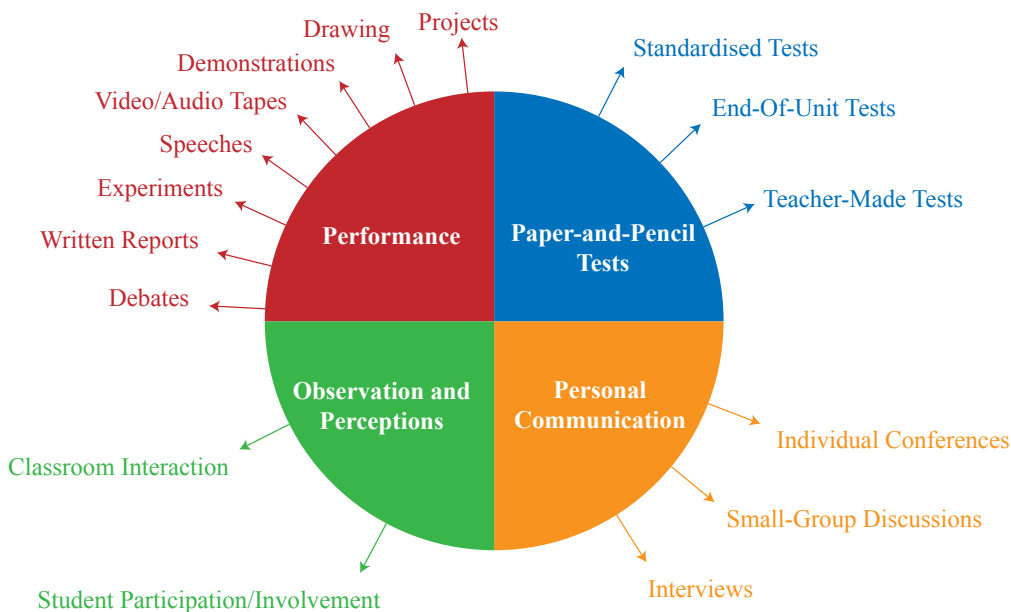 Projects
Drawing
Demonstrations
Video/Audio Tapes
Speeches
Experiments
Written Reports
Debates
Performance
Standardised Tests
End-Of-Unit Tests
Teacher-Made Tests
Paper-and-Pencil
Tests
Observation and
Perceptions
Classroom Interaction
Student Participation/Involvement
Personal
Communication
Individual Conferences
Small-Group Discussions
Interviews